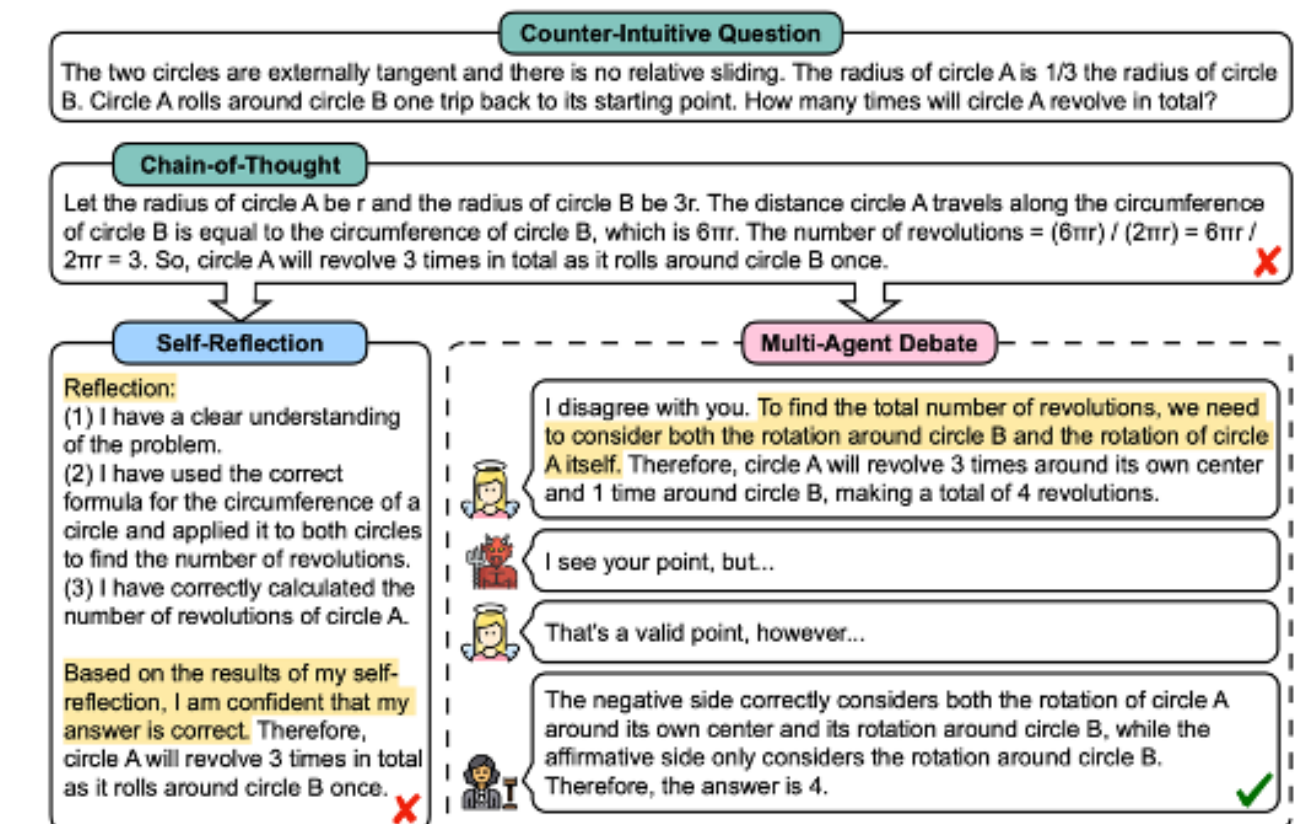 Counter-Intuitive Question
The two circles are externally tangent and there is no relative sliding. The radius of circle A is 1/3 the radius of circle
B. Circle A rolls around circle B one trip back to its starting point. How many times will circle A revolve in total?
Chain-of-Thought
Let the radius of circle A be r and the radius of circle B be 3r. The distance circle A travels along the circumference
of circle B is equal to the circumference of circle B, which is 6πr. The number of revolutions = (6πr) / (2πr) = 6πr /
2πr = 3. So, circle A will revolve 3 times in total as it rolls around circle B once.
Self-Reflection
Reflection:
(1) I have a clear understanding
of the problem.
(2) I have used the correct
formula for the circumference of a
circle and applied it to both circles
to find the number of revolutions.
(3) I have correctly calculated the
number of revolutions of circle A.
Based on the results of my self-
reflection, I am confident that my
answer is correct. Therefore,
circle A will revolve 3 times in total
as it rolls around circle B once.
Multi-Agent Debate
I disagree with you. To find the total number of revolutions, we need
to consider both the rotation around circle B and the rotation of circle
A itself. Therefore, circle A will revolve 3 times around its own center
and 1 time around circle B, making a total of 4 revolutions.
I see your point, but...
That's a valid point, however...
The negative side correctly considers both the rotation of circle A
around its own center and its rotation around circle B, while the
affirmative side only considers the rotation around circle B.
Therefore, the answer is 4.